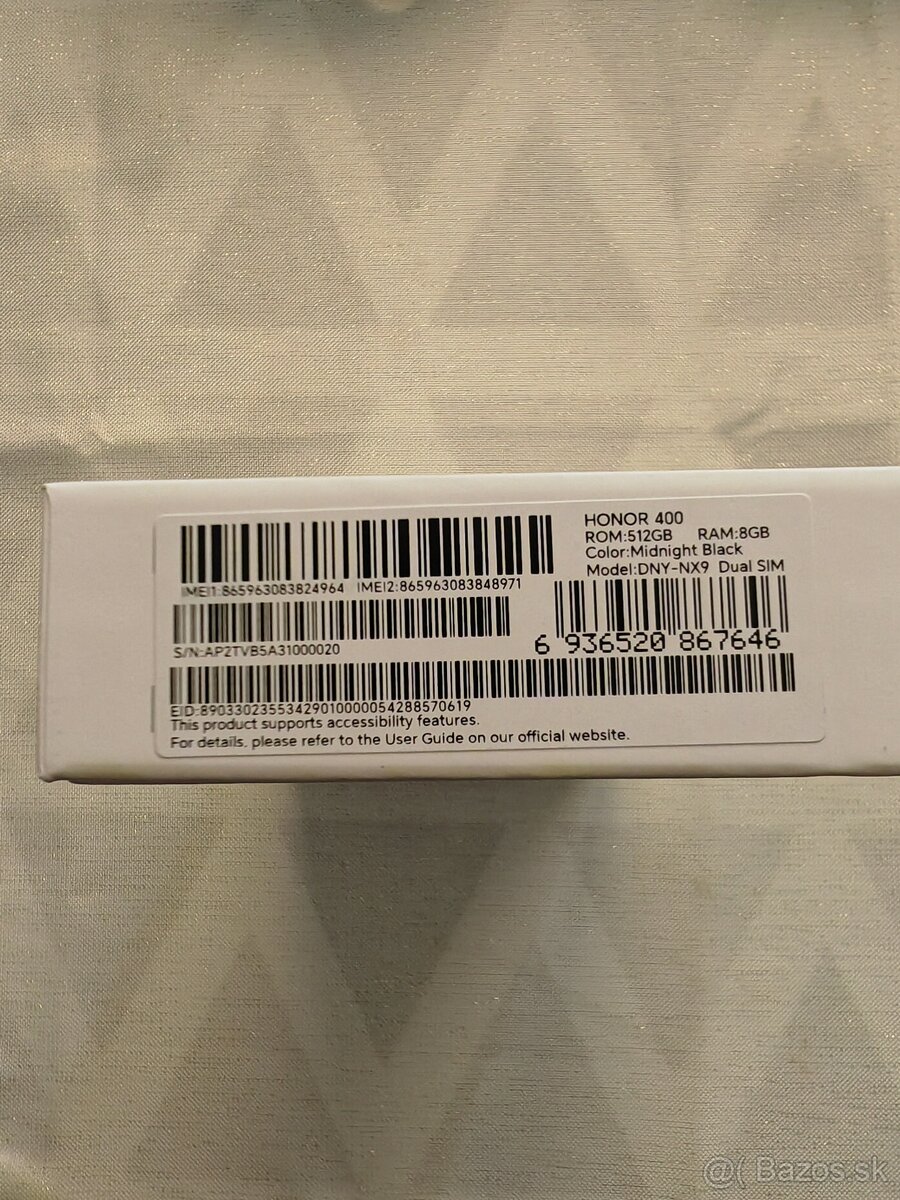 HONOR 400
ROM:512GB RAM:8GB
Color:Midnight Black
Model:DNY-NX9 Dual SIM
IMEI1:865963083824964 IMEI2:865963083848971
S/N:AP2TVB5A31000020
6 936520 867646
EID:89033023553429010000054288570619
This product supports accessibility features.
For details, please refer to the User Guide on our official website.
@( Bazos.sk